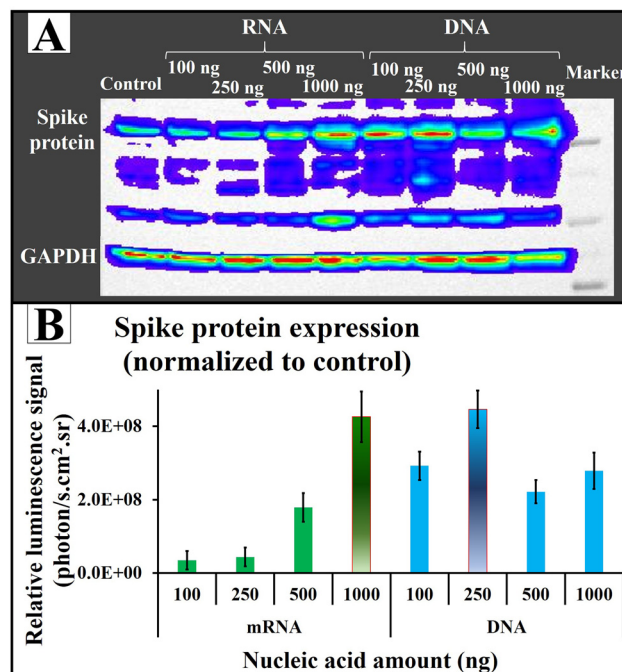 A
RNA
DNA
Control
100 ng
250 ng
500 ng
1000 ng
100 ng
250 ng
500 ng
1000 ng
Marker
Spike
protein
GAPDH
B
Spike protein expression
(normalized to control)
Relative luminescence signal
(photon/s.cm².sr)
4.0E+08
2.0E+08
0.0E+00
100 250 500 1000 100 250 500 1000
mRNA DNA
Nucleic acid amount (ng)